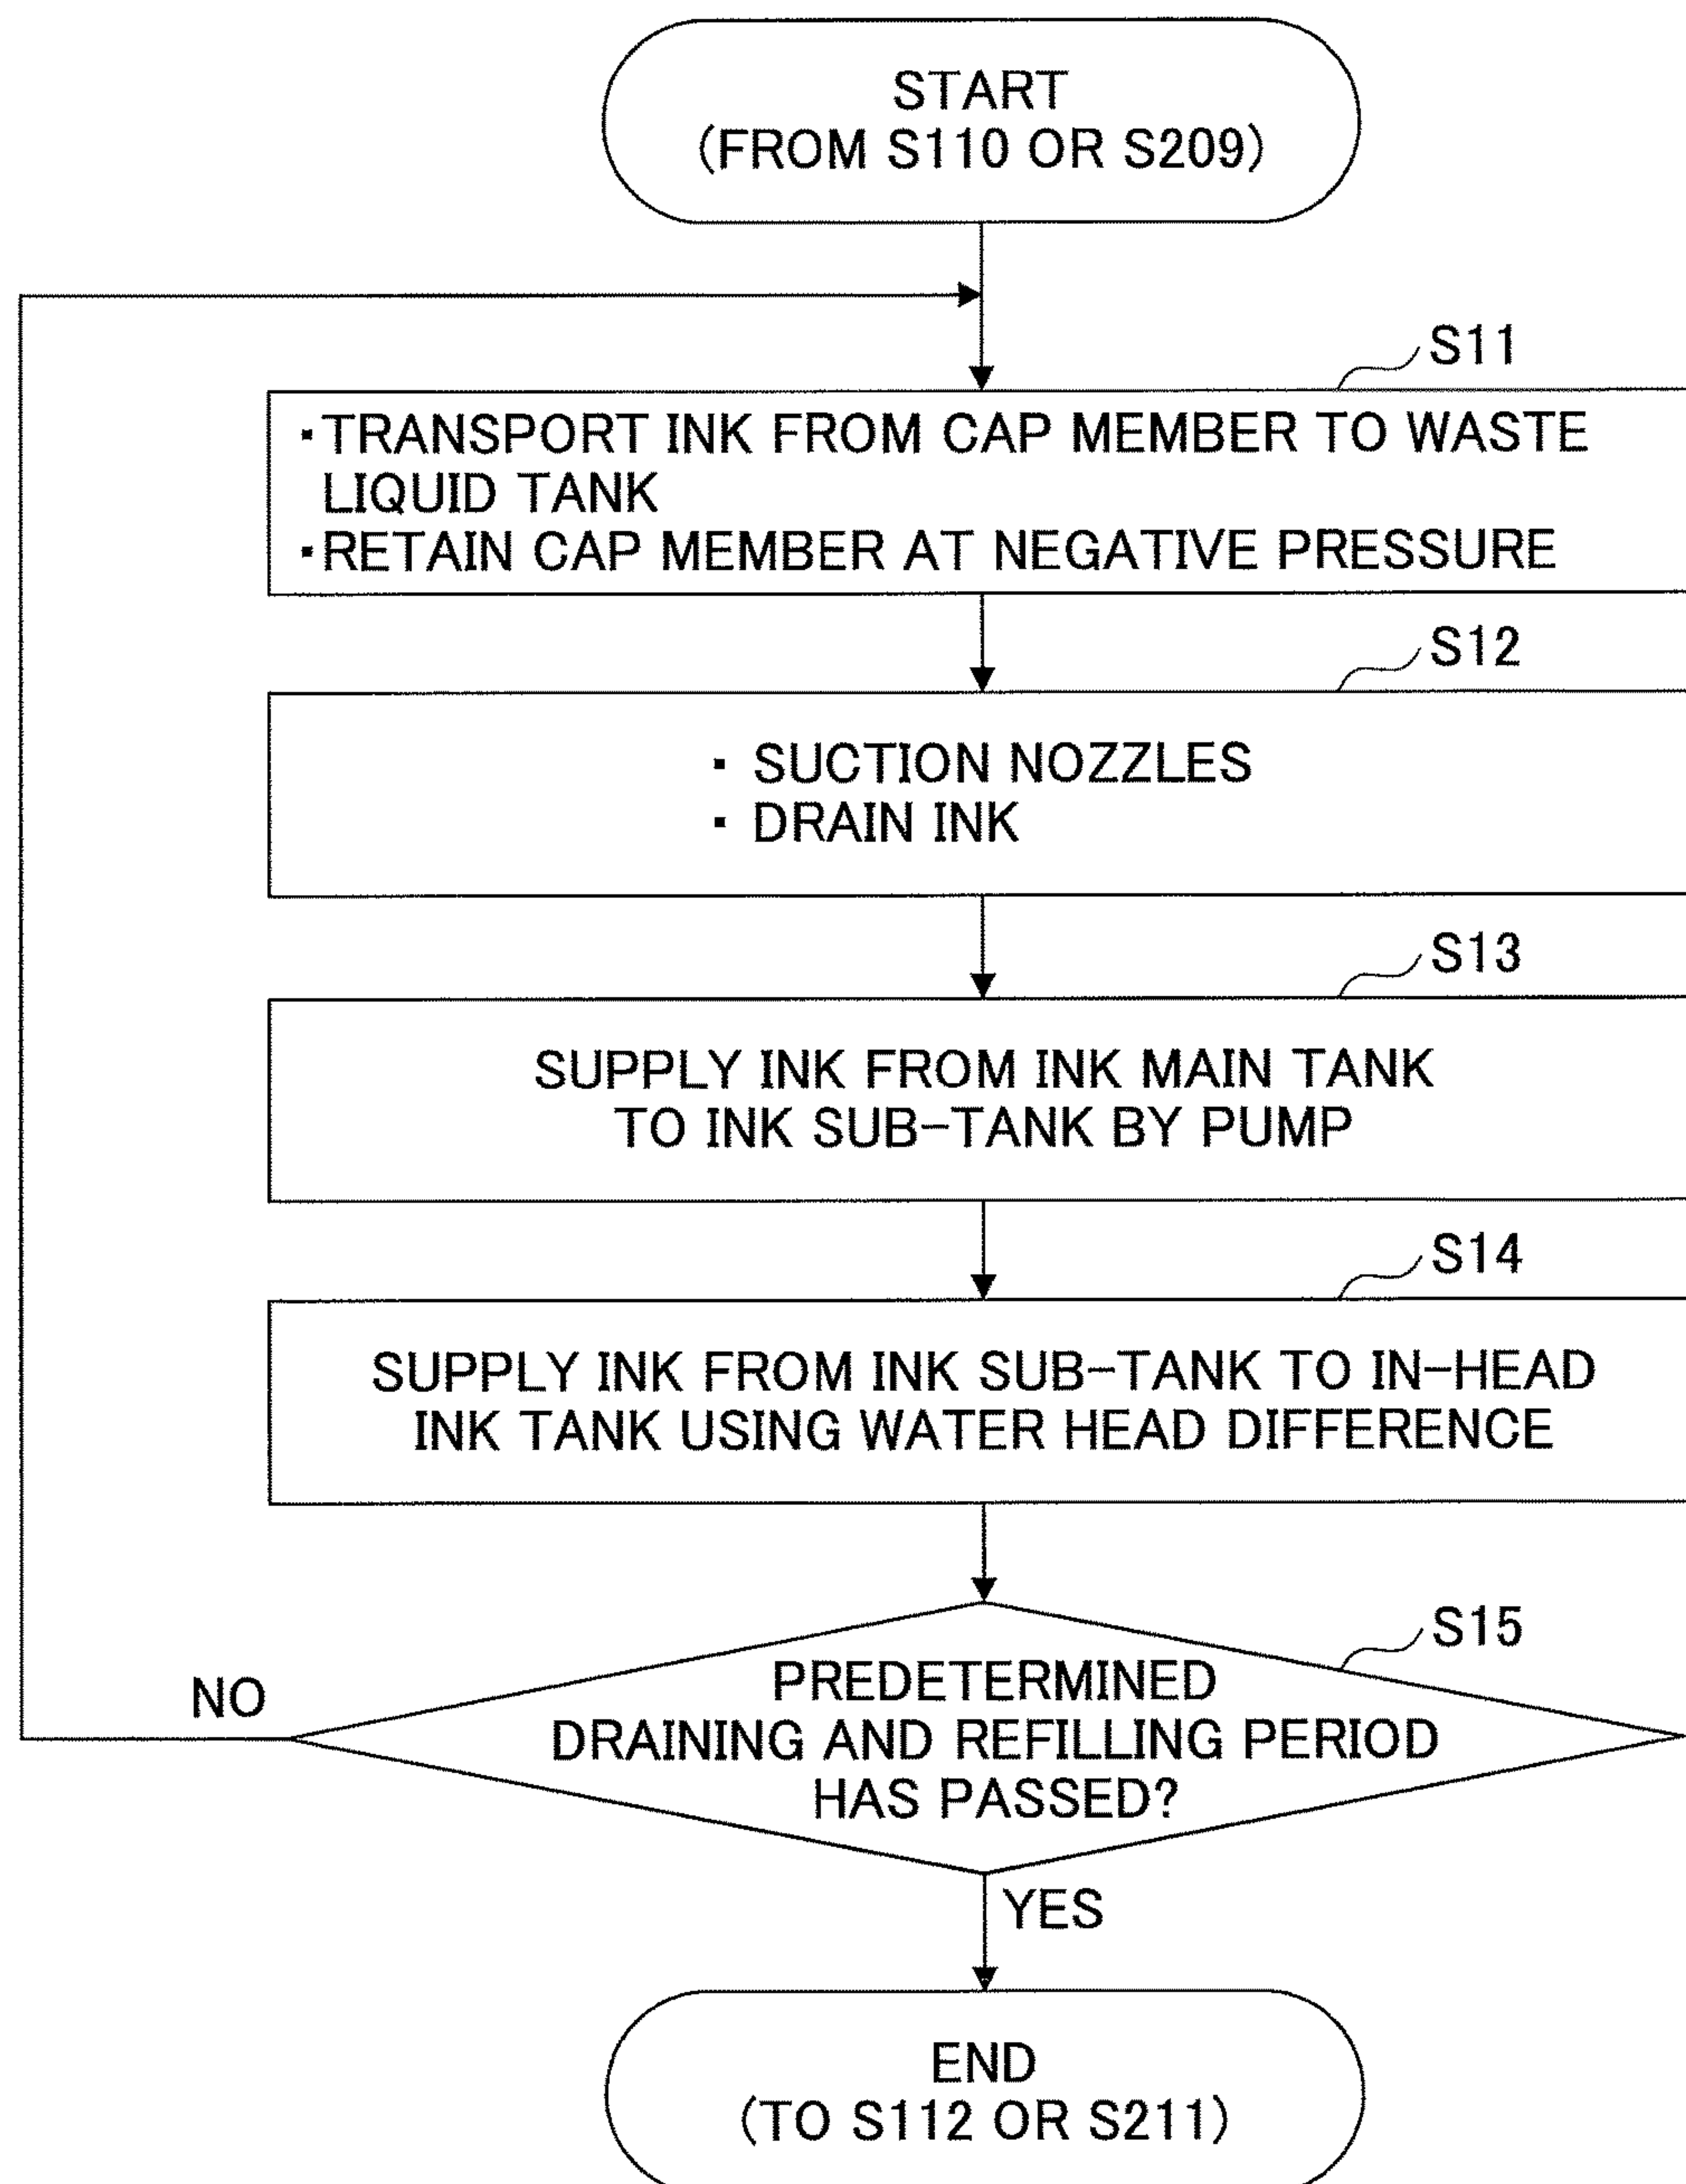 START
(FROM S110 OR S209)
S11
・TRANSPORT INK FROM CAP MEMBER TO WASTE
LIQUID TANK
・RETAIN CAP MEMBER AT NEGATIVE PRESSURE
S12
・ SUCTION NOZZLES
・ DRAIN INK
S13
SUPPLY INK FROM INK MAIN TANK
TO INK SUB-TANK BY PUMP
S14
SUPPLY INK FROM INK SUB-TANK TO IN-HEAD
INK TANK USING WATER HEAD DIFFERENCE
S15
NO
PREDETERMINED
DRAINING AND REFILLING PERIOD
HAS PASSED?
YES
END
(TO S112 OR S211)